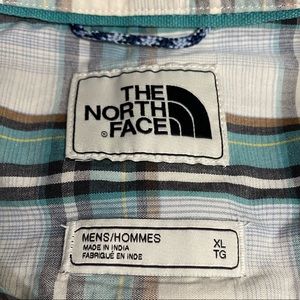 THE
NORTH
FACE
®
MENS/HOMMES
MADE IN INDIA
FABRIQUÉ EN INDE
XL
TG